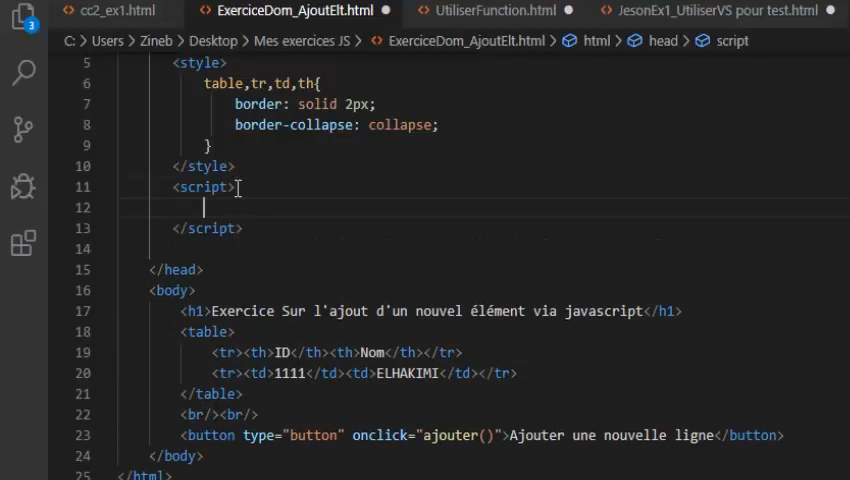 cc2_ex1.html ExerciceDom_AjoutElt.html UtiliserFunction.html JesonEx1_UtiliserVS pour test.html
C: > Users > Zineb > Desktop > Mes exercices JS > ExerciceDom_AjoutElt.html > html > head > script
3
5 <style>
6 table,tr,td,th{
7 border: solid 2px;
8 border-collapse: collapse;
9 }
10 </style>
11 <script>
12
13 </script>
14
15 </head>
16 <body>
17 <h1>Exercice Sur l'ajout d'un nouvel élément via javascript</h1>
18 <table>
19 <tr><th>ID</th><th>Nom</th></tr>
20 <tr><td>1111</td><td>ELHAKIMI</td></tr>
21 </table>
22 <br/><br/>
23 <button type="button" onclick="ajouter()">Ajouter une nouvelle ligne</button>
24 </body>
25 </html>